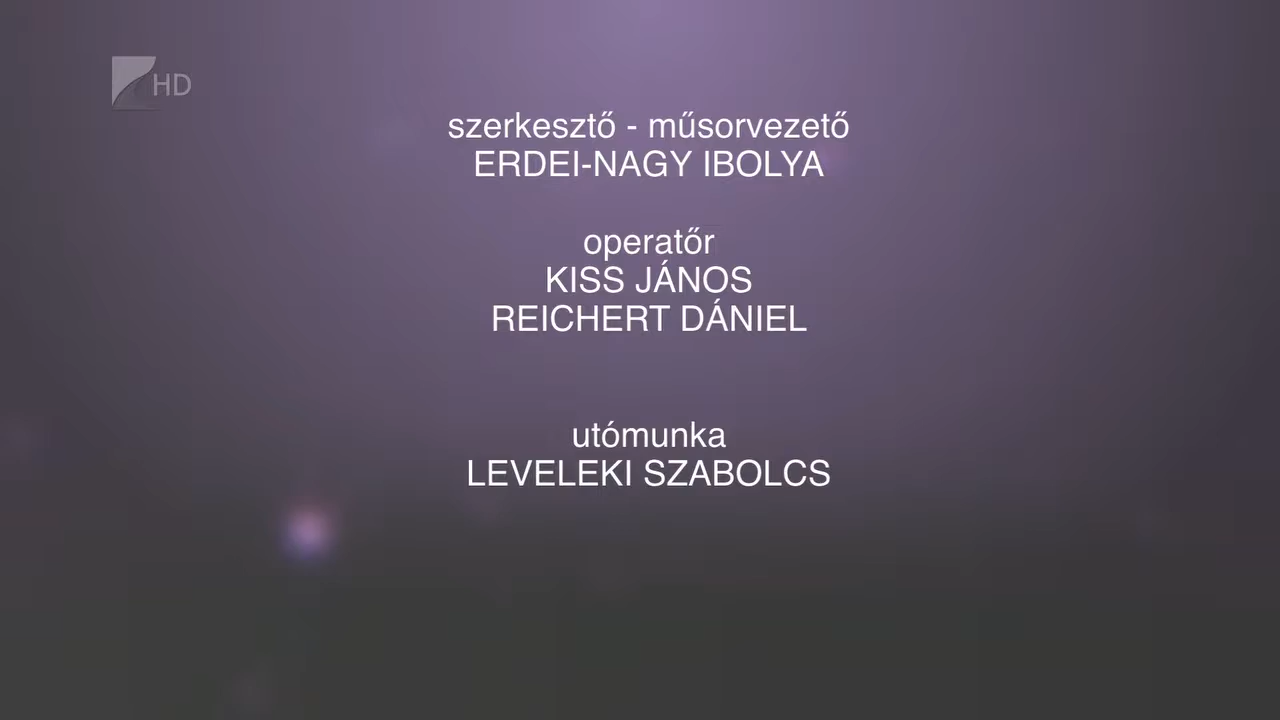 HD
szerkesztő - műsorvezető
ERDEI-NAGY IBOLYA
operatőr
KISS JÁNOS
REICHERT DÁNIEL
utómunka
LEVELEKI SZABOLCS